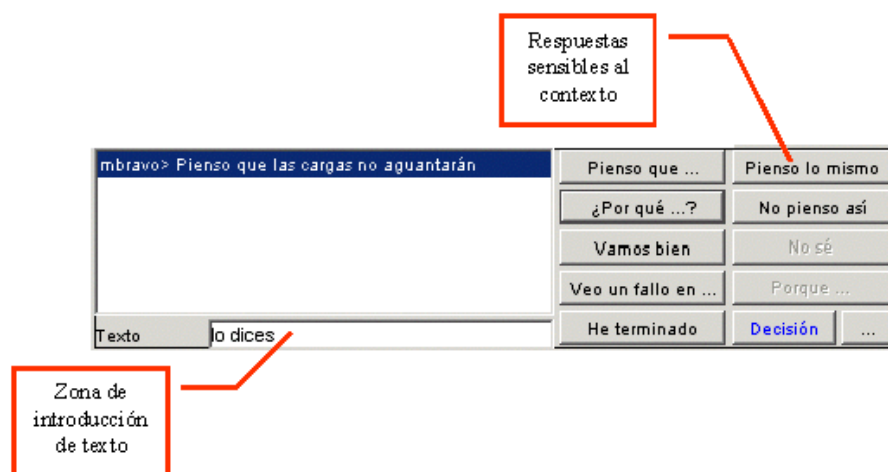 Respuestas
sensibles al
contexto
mbravo> Pienso que las cargas no aguantarán
Pienso que ...
Pienso lo mismo
¿Por qué ...?
No pienso así
Vamos bien
No sé
Veo un fallo en ...
Porque ...
Texto
lo dices
He terminado
Decisión
...
Zona de
introducción
de texto